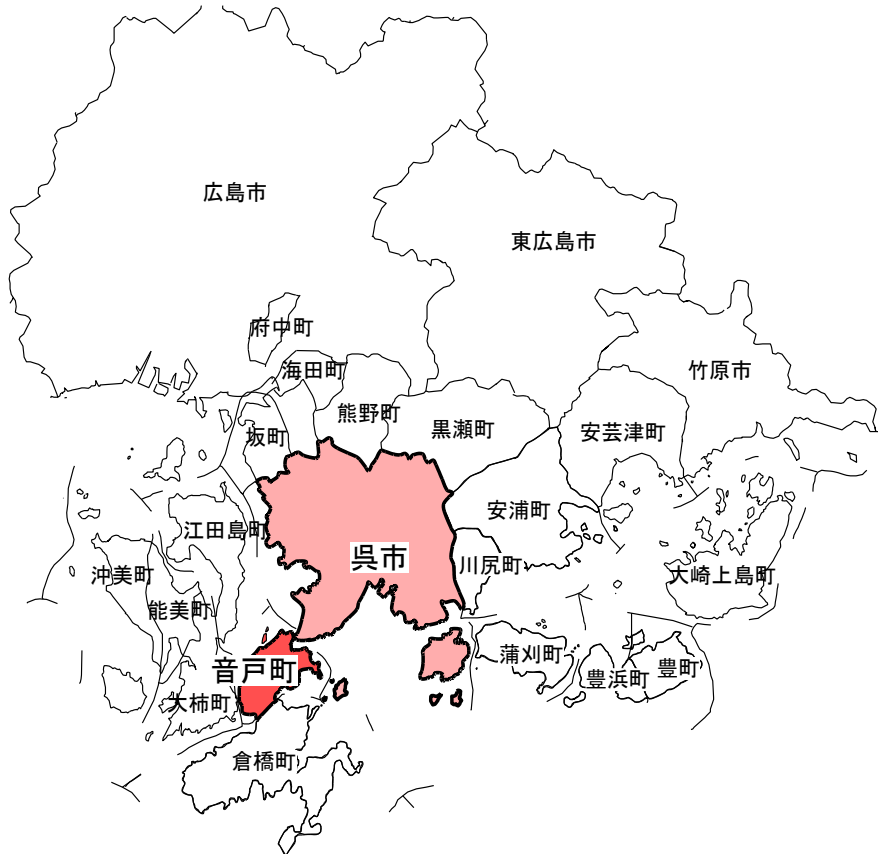 広島市
東広島市
府中町
海田町
竹原市
熊野町
黒瀬町
安芸津町
坂町
安浦町
江田島町
呉市
川尻町
沖美町
大崎上島町
能美町
蒲刈町
音戸町
豊浜町
豊町
大柿町
倉橋町